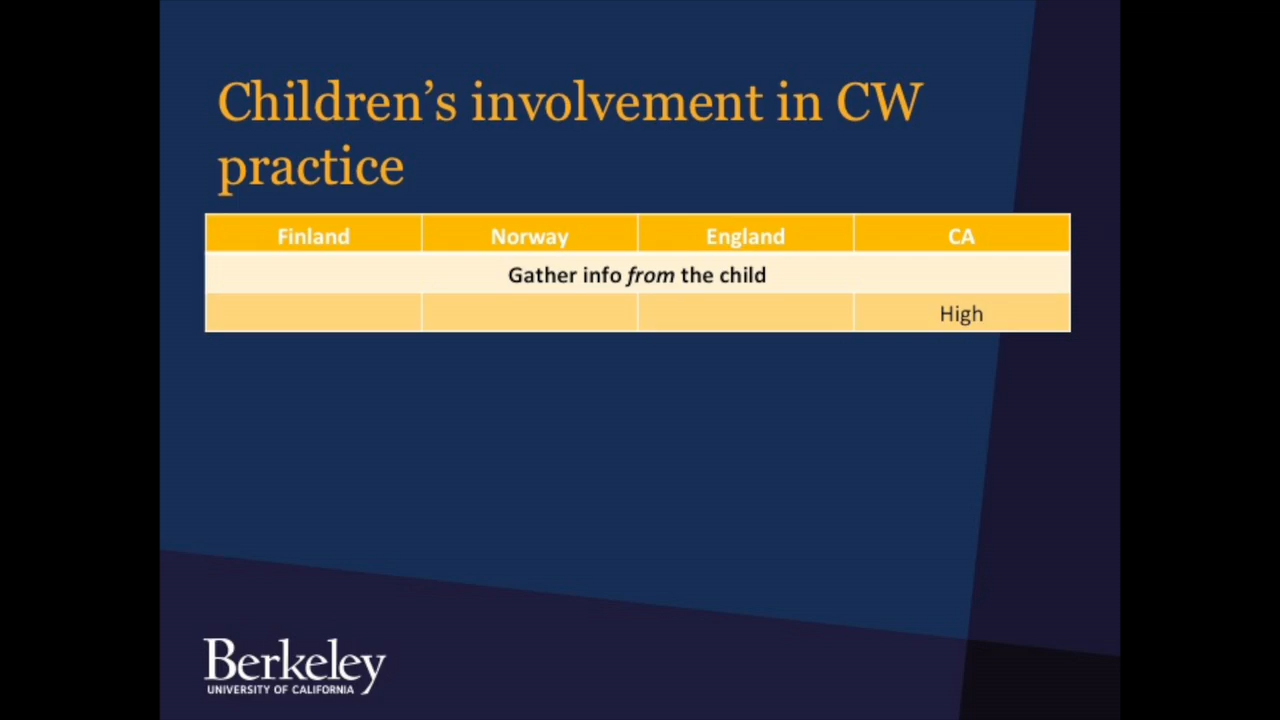 Children’s involvement in CW
practice
Finland Norway England CA
Gather info from the child
High
Berkeley
UNIVERSITY OF CALIFORNIA